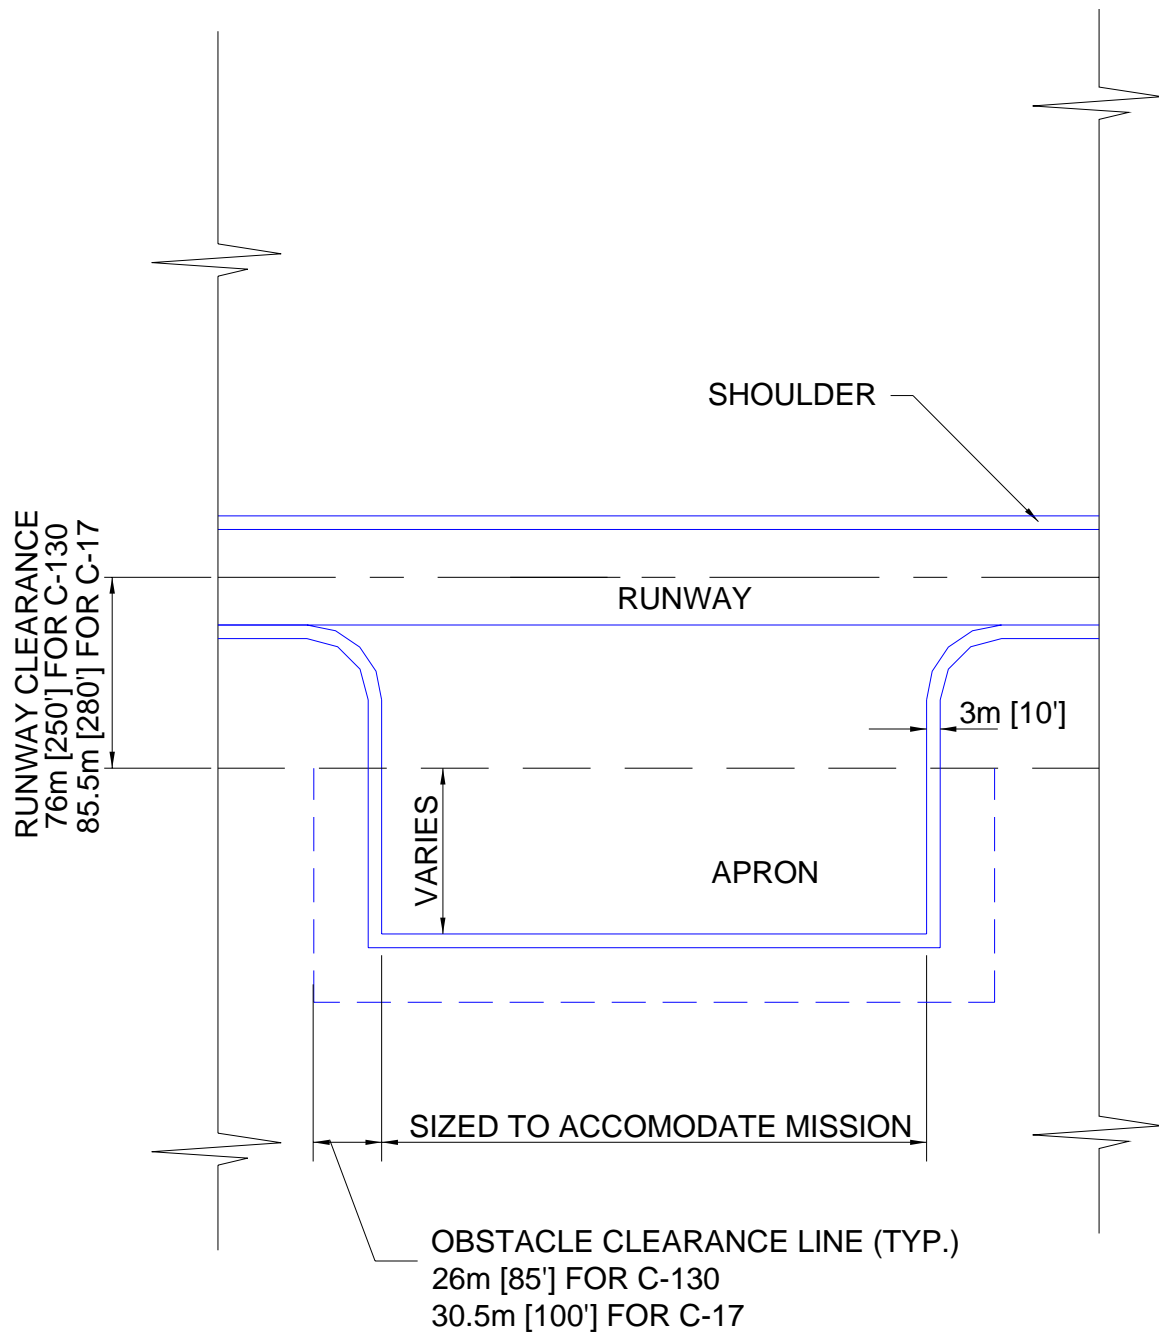 SHOULDER
RUNWAY CLEARANCE
76m [250'] FOR C-130
85.5m [280'] FOR C-17
RUNWAY
3m [10']
VARIES
APRON
SIZED TO ACCOMODATE MISSION
OBSTACLE CLEARANCE LINE (TYP.)
26m [85'] FOR C-130
30.5m [100'] FOR C-17